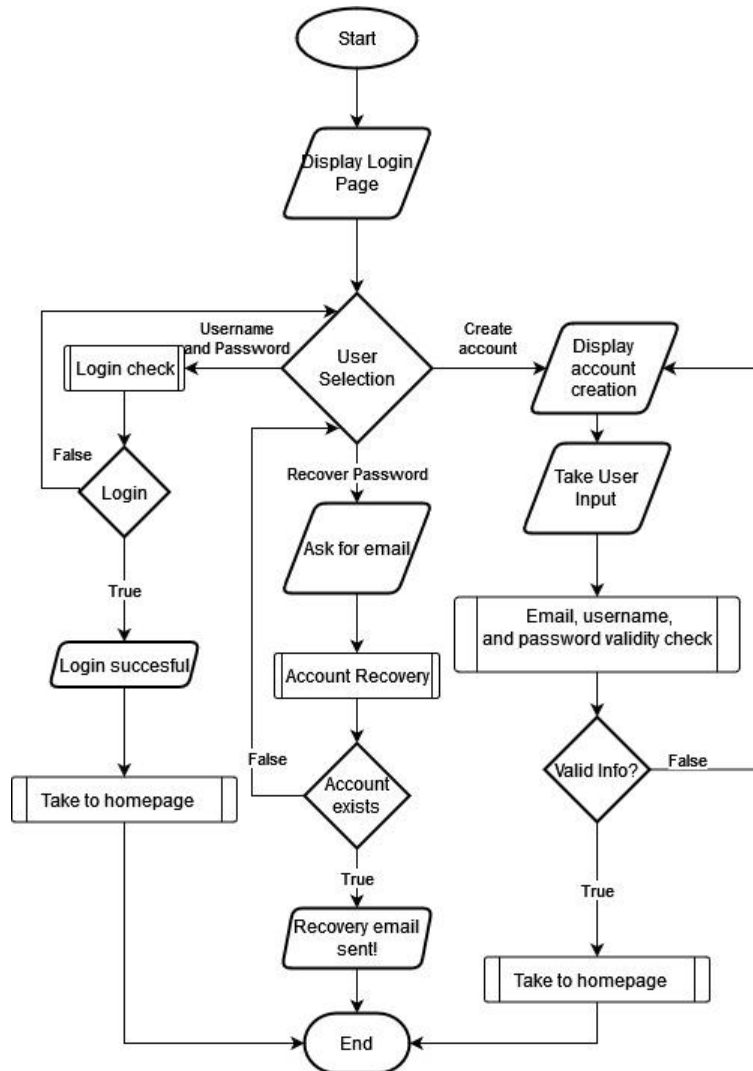 Start
Display Login
Page
User
Selection
Username
and Password
Login check
False
Login
True
Login succesful
Take to homepage
Recover Password
Ask for email
Account Recovery
False
Account
exists
True
Recovery email
sent!
Create
account
Display
account
creation
Take User
Input
Email, username,
and password validity check
Valid Info?
False
True
Take to homepage
End